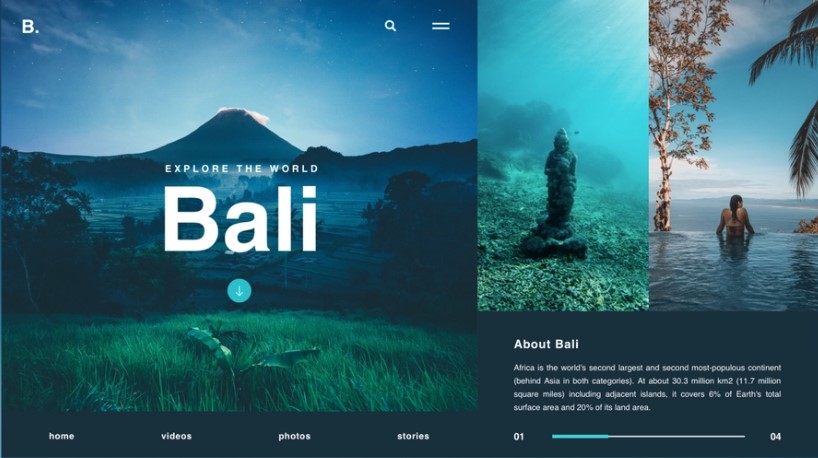 B.
EXPLORE THE WORLD
Bali
home
videos
photos
stories
About Bali
Africa is the world's second largest and second most-populous continent
(behind Asia in both categories). At about 30.3 million km2 (11.7 million
square miles) including adjacent islands, it covers 6% of Earth's total
surface area and 20% of its land area.
01
04